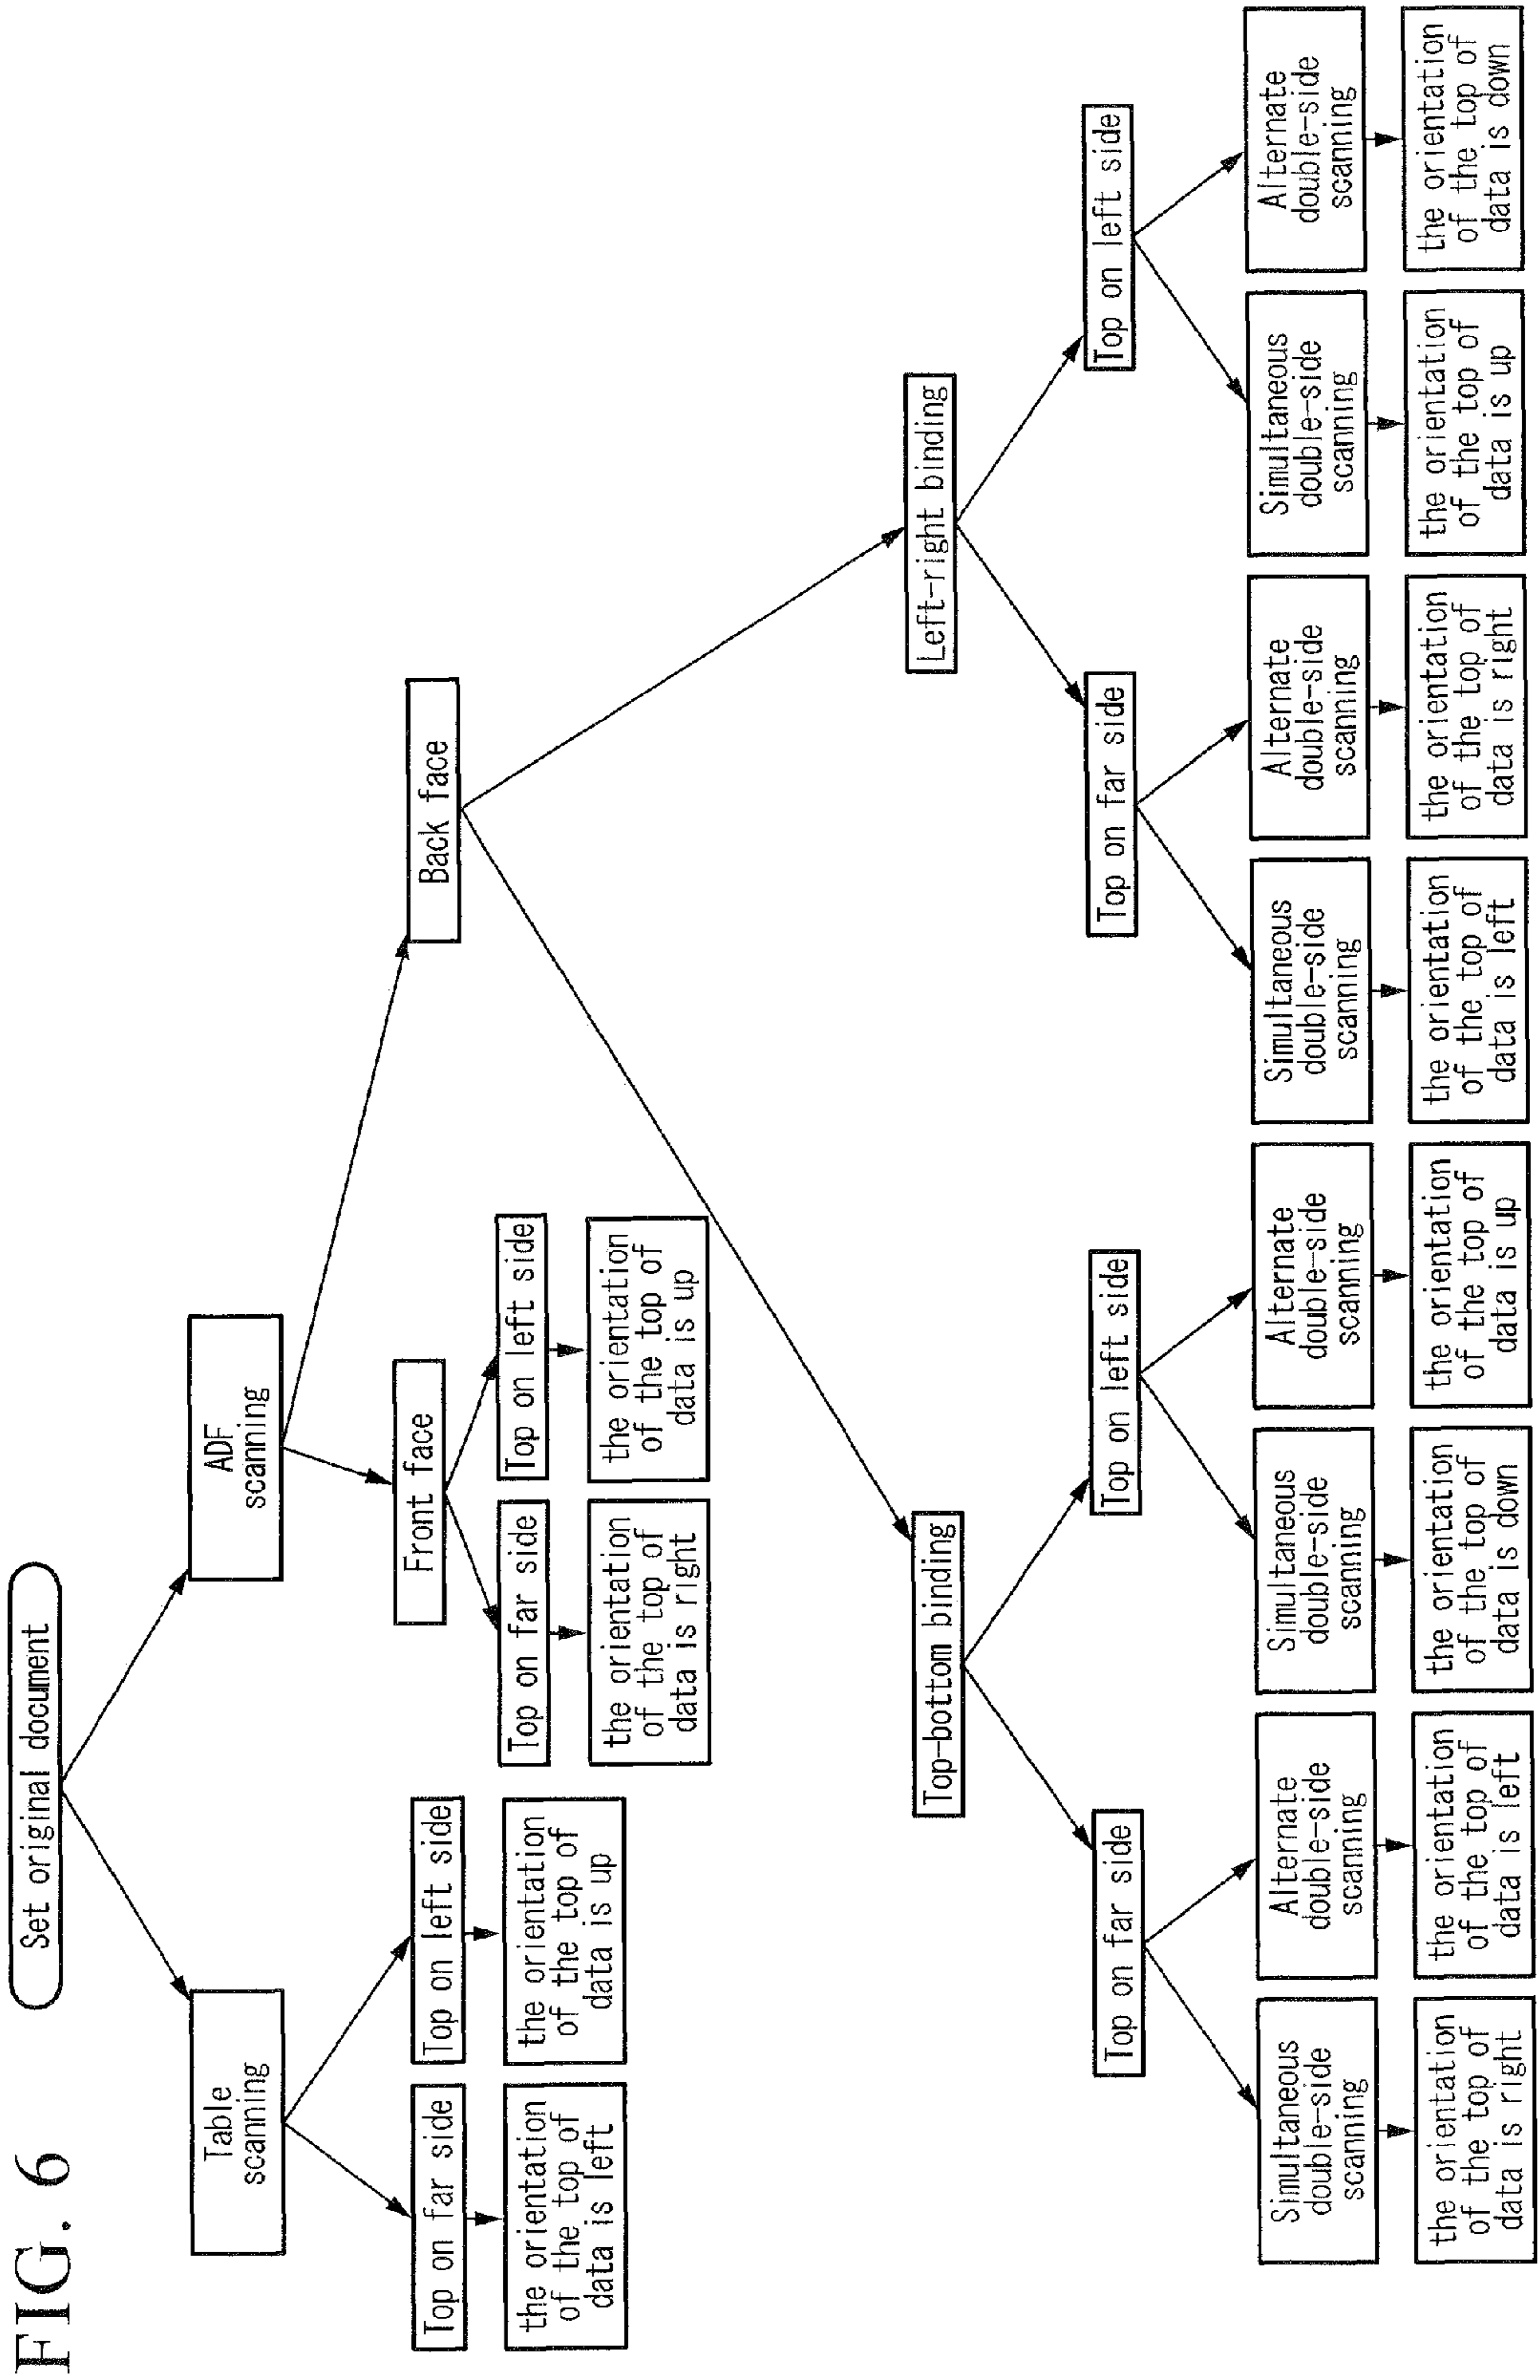 FIG. 6
Set original document
Table
scanning
ADF
scanning
Top on far side
Top on left side
Front face
Back face
the orientation
of the top of
data is left
the orientation
of the top of
data is up
Top on far side
Top on left side
the orientation
of the top of
data is right
the orientation
of the top of
data is up
Top-bottom binding
Left-right binding
Top on far side
Top on left side
Top on far side
Top on left side
Simultaneous
double-side
scanning
Alternate
double-side
scanning
Simultaneous
double-side
scanning
Alternate
double-side
scanning
Simultaneous
double-side
scanning
Alternate
double-side
scanning
Simultaneous
double-side
scanning
Alternate
double-side
scanning
the orientation
of the top of
data is right
the orientation
of the top of
data is left
the orientation
of the top of
data is down
the orientation
of the top of
data is up
the orientation
of the top of
data is left
the orientation
of the top of
data is right
the orientation
of the top of
data is up
the orientation
of the top of
data is down